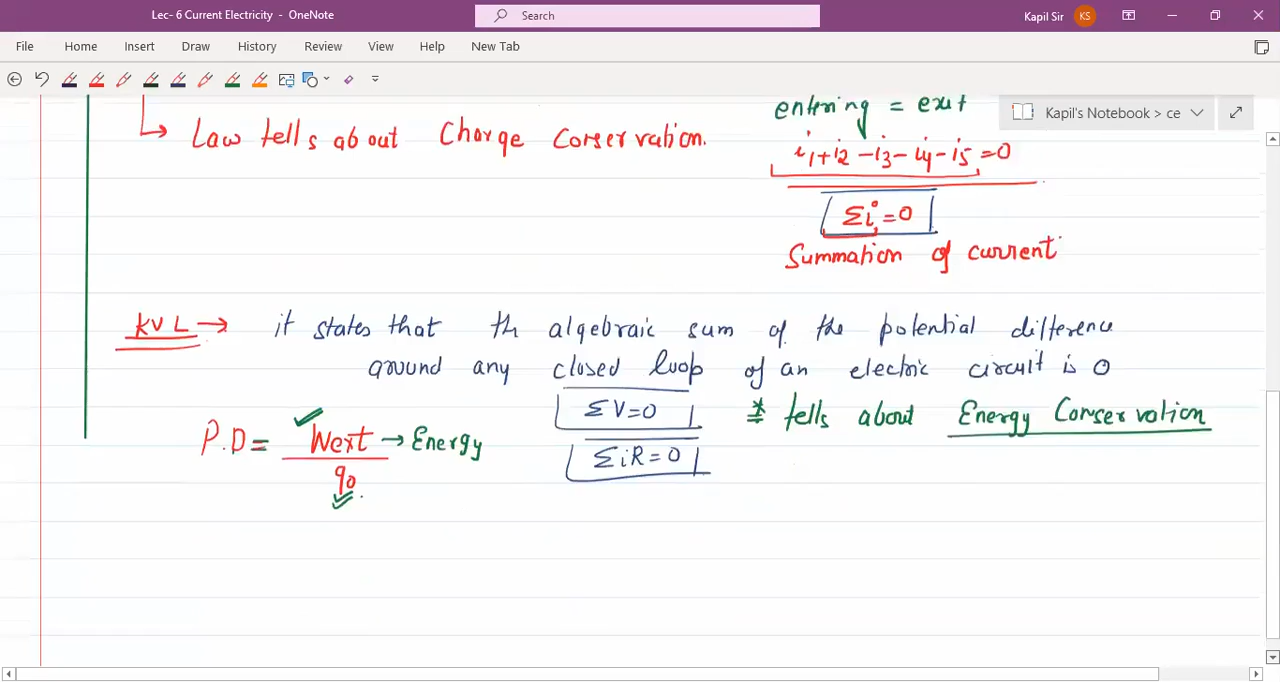 Lec- 6 Current Electricity - OneNote
Search
Kapil Sir KS
File Home Insert Draw History Review View Help New Tab
Kapil's Notebook > ce
entering = exit
Law tells about Charge Conservation.
i1+i2 -i3- i4- i5 =0
Σi=0
Summation of current
KVL → it states that th algebraic sum of the potential difference
around any closed loop of an electric circuit is 0
ΣV=0 * tells about Energy Conservation
P.D = Wext → Energy
q0
ΣiR=0